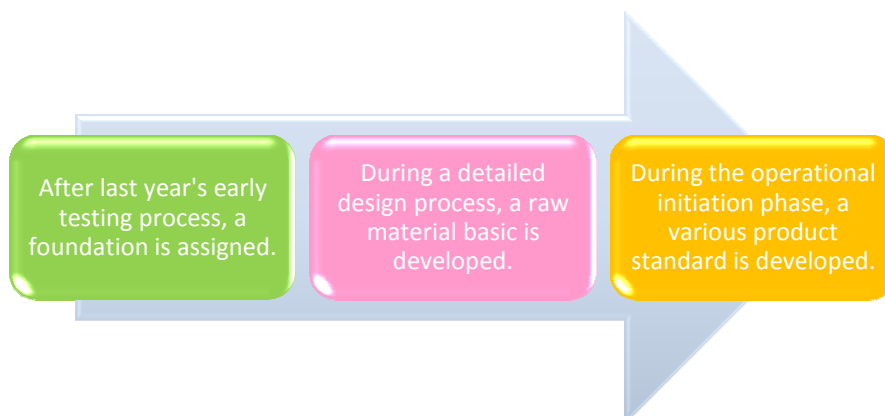 After last year's early
testing process, a
foundation is assigned.
During a detailed
design process, a raw
material basic is
developed.
During the operational
initiation phase, a
various product
standard is developed.